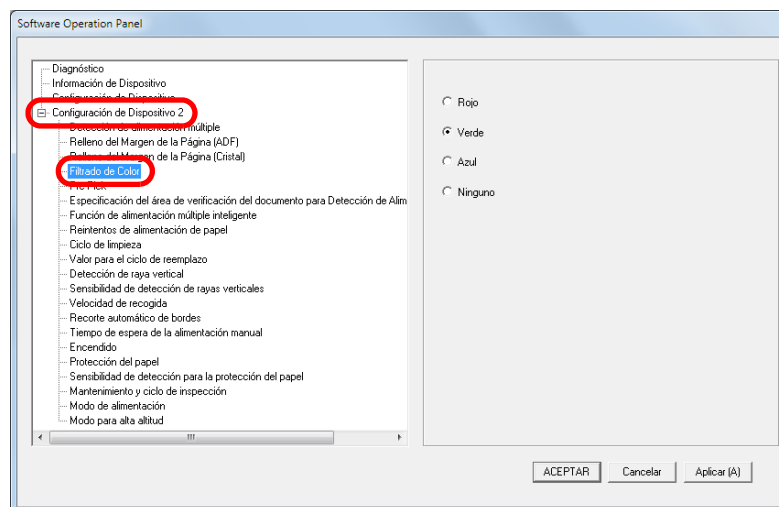 Software Operation Panel
Diagnóstico
Información de Dispositivo
Configuración de Dispositivo
Configuración de Dispositivo 2
Detección de alimentación múltiple
Relleno del Margen de la Página (ADF)
Relleno del Margen de la Página (Cristal)
Filtrado de Color
Pre Pick
Especificación del área de verificación del documento para Detección de Alim
Función de alimentación múltiple inteligente
Reintentos de alimentación de papel
Ciclo de limpieza
Valor para el ciclo de reemplazo
Detección de raya vertical
Sensibilidad de detección de rayas verticales
Velocidad de recogida
Recorte automático de bordes
Tiempo de espera de la alimentación manual
Encendido
Protección del papel
Sensibilidad de detección para la protección del papel
Mantenimiento y ciclo de inspección
Modo de alimentación
Modo para alta altitud
Rojo
Verde
Azul
Ninguno
ACEPTAR
Cancelar
Aplicar (A)